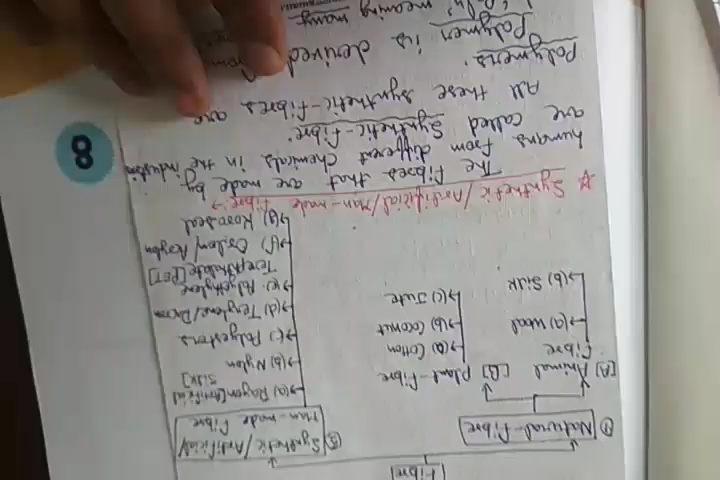 Fibre
① Natural-Fibre
② Synthetic/Artificial/
Man-made Fibre
[A] Animal
Fibre
→(a) Wool
→(b) Silk
[B] Plant-Fibre
→(a) Cotton
→(b) Coconut
→(c) Jute
→(a) Rayon [Artificial
Silk]
→(b) Nylon
→(c) Polyesters
→(d) Terylene/Dacron
→(e) Polyethylene
Terephthalate [PET]
→(f) Orlon/Acrylon
Synthetic/Artificial/Man-made Fibre→
The Fibres that are made by
humans from different chemicals in the
are called Synthetic-Fibre.
All these synthetic-Fibres are
Polymers.
Polymer is derived from
"Poly" meaning many
8